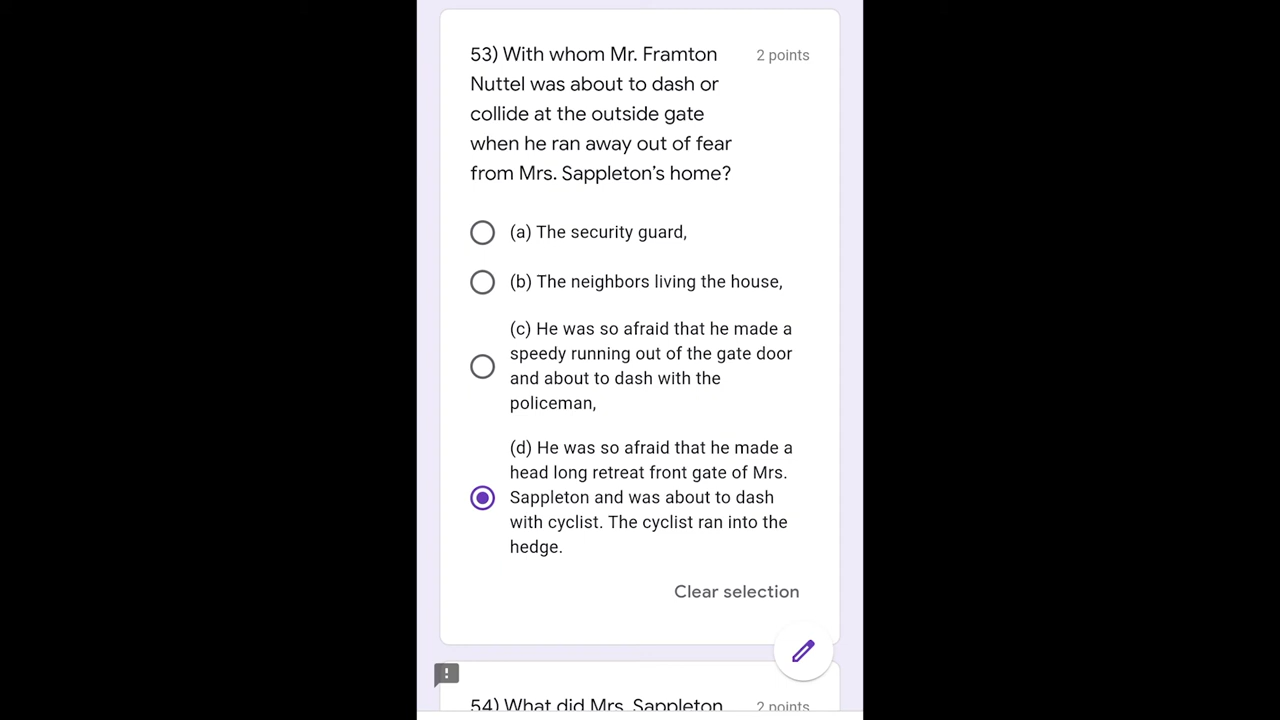 53) With whom Mr. Framton
2 points
Nuttel was about to dash or
collide at the outside gate
when he ran away out of fear
from Mrs. Sappleton’s home?
(a) The security guard,
(b) The neighbors living the house,
(c) He was so afraid that he made a
speedy running out of the gate door
and about to dash with the
policeman,
(d) He was so afraid that he made a
head long retreat front gate of Mrs.
Sappleton and was about to dash
with cyclist. The cyclist ran into the
hedge.
Clear selection
54) What did Mrs. Sappleton
2 points